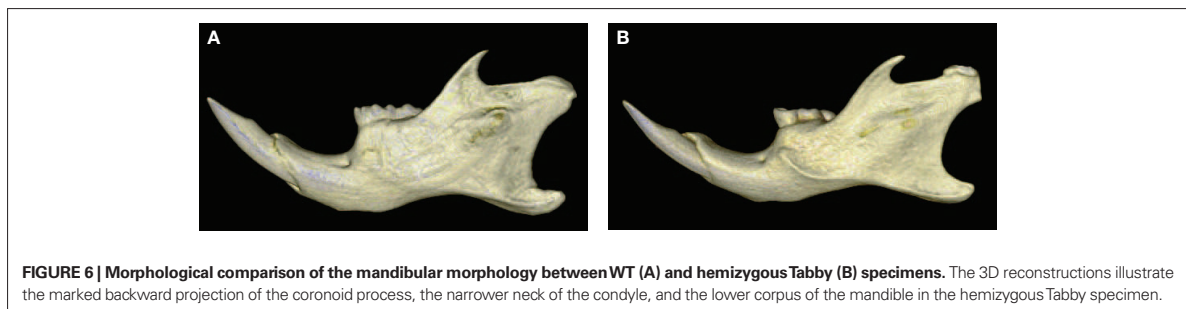 A
B
FIGURE 6 | Morphological comparison of the mandibular morphology between WT (A) and hemizygous Tabby (B) specimens. The 3D reconstructions illustrate
the marked backward projection of the coronoid process, the narrower neck of the condyle, and the lower corpus of the mandible in the hemizygous Tabby specimen.